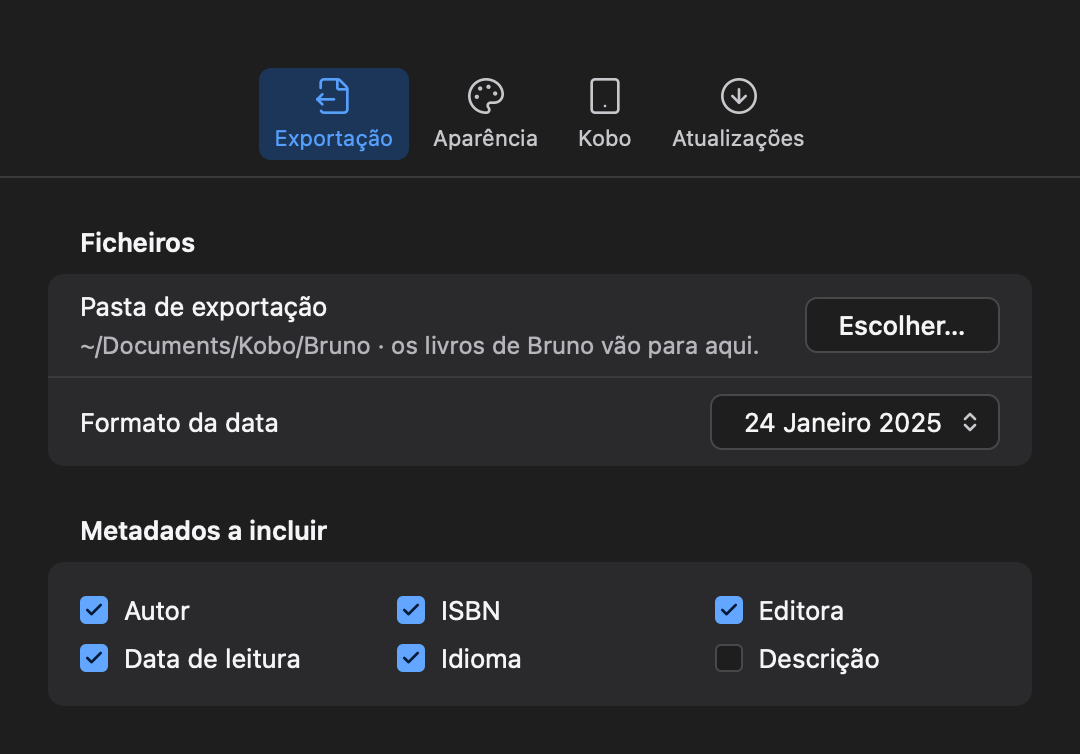 Exportação
Aparência
Kobo
Atualizações
Ficheiros
Pasta de exportação
~/Documents/Kobo/Bruno · os livros de Bruno vão para aqui.
Escolher...
Formato da data
24 Janeiro 2025
Metadados a incluir
Autor
ISBN
Editora
Data de leitura
Idioma
Descrição